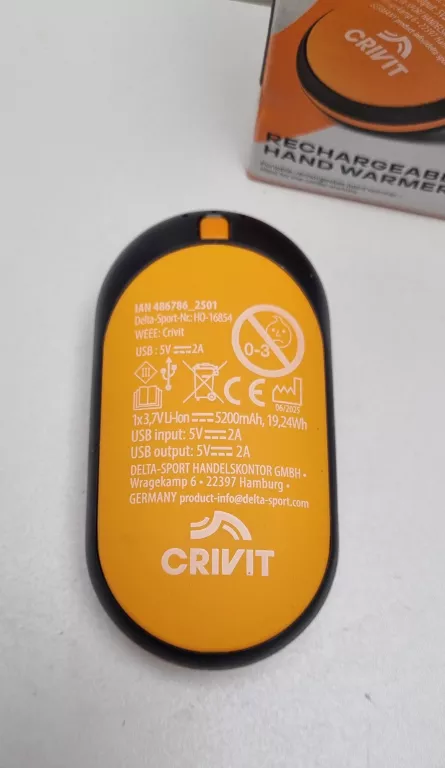 CRIVIT
RECHARGEABLE
HAND WARMER
IAN 486786_2501
Delta-Sport-Nr.: HO-16854
WEEE: Crivit
USB : 5V⎓2A
0-3
III
CE
06/2025
1x3,7V Li-Ion ⎓ 5200mAh, 19,24Wh
USB input: 5V⎓2A
USB output: 5V⎓ 2A
DELTA-SPORT HANDELSKONTOR GMBH •
Wragekamp 6 • 22397 Hamburg •
GERMANY product-info@delta-sport.com
CRIVIT